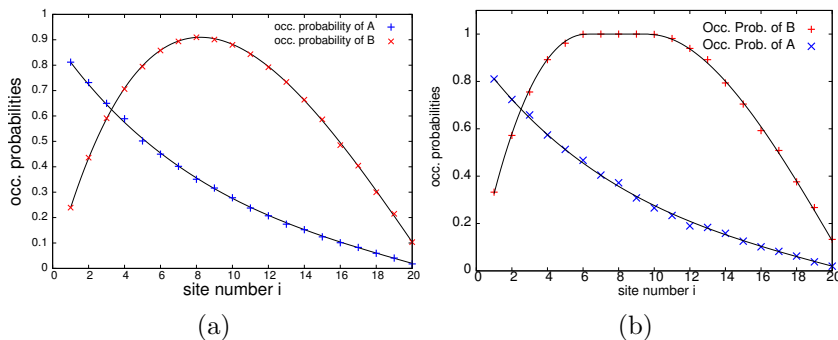 occ. probability of A
occ. probability of B
1
0.9
0.8
0.7
0.6
0.5
0.4
0.3
0.2
0.1
0
occ. probabilities
0 2 4 6 8 10 12 14 16 18 20
site number i
(a)
Occ. Prob. of B
Occ. Prob. of A
1
0.8
0.6
0.4
0.2
0
occ. probabilities
0 2 4 6 8 10 12 14 16 18 20
site number i
(b)